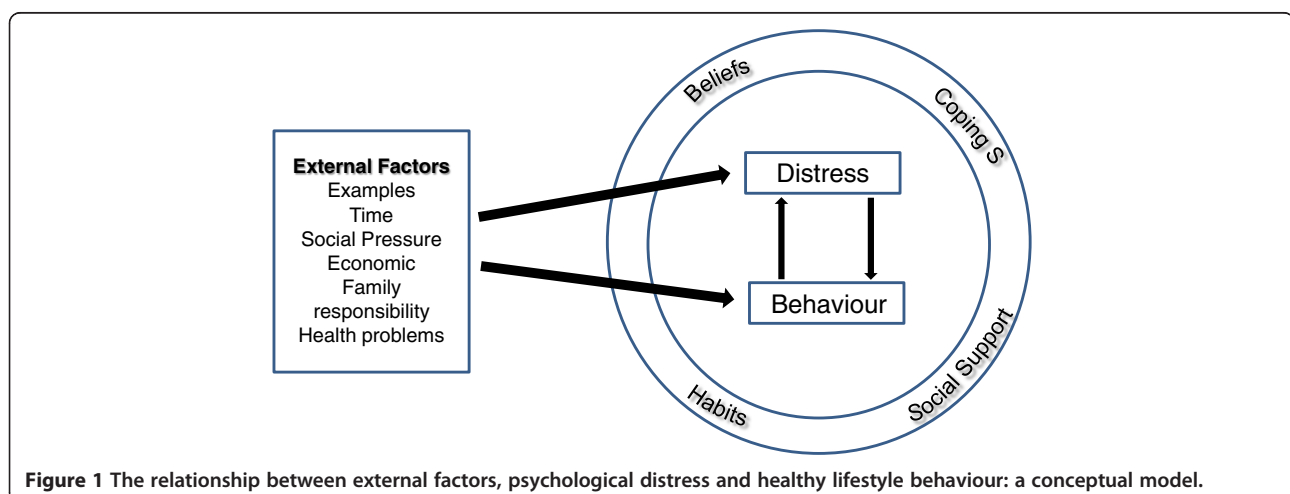 External Factors
Examples
Time
Social Pressure
Economic
Family
responsibility
Health problems
Beliefs
Coping S
Distress
Behaviour
Habits
Social Support
Figure 1 The relationship between external factors, psychological distress and healthy lifestyle behaviour: a conceptual model.